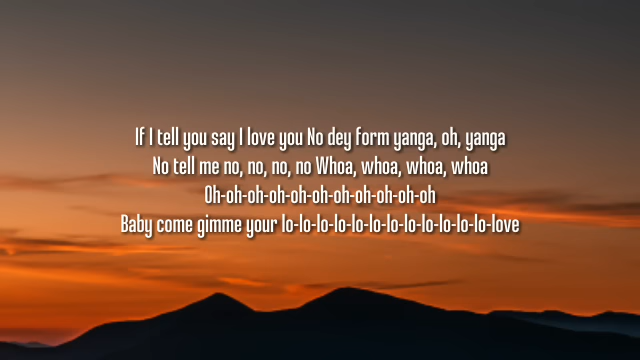 If I tell you say I love you No dey form yanga, oh, yanga
No tell me no, no, no, no Whoa, whoa, whoa, whoa
Oh-oh-oh-oh-oh-oh-oh-oh-oh-oh-oh
Baby come gimme your lo-lo-lo-lo-lo-lo-lo-lo-lo-lo-lo-lo-love